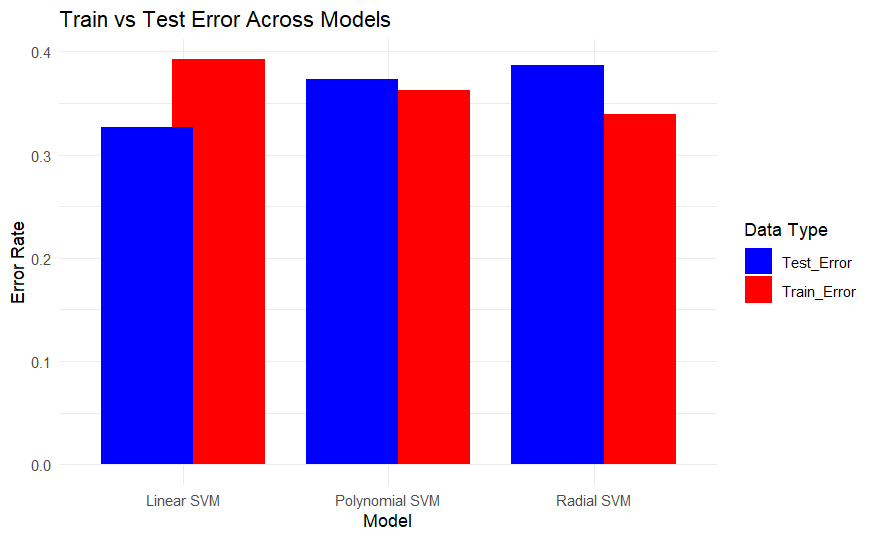 Train vs Test Error Across Models
0.4
0.3
0.2
0.1
0.0
Error Rate
Linear SVM
Polynomial SVM
Radial SVM
Model
Data Type
Test_Error
Train_Error